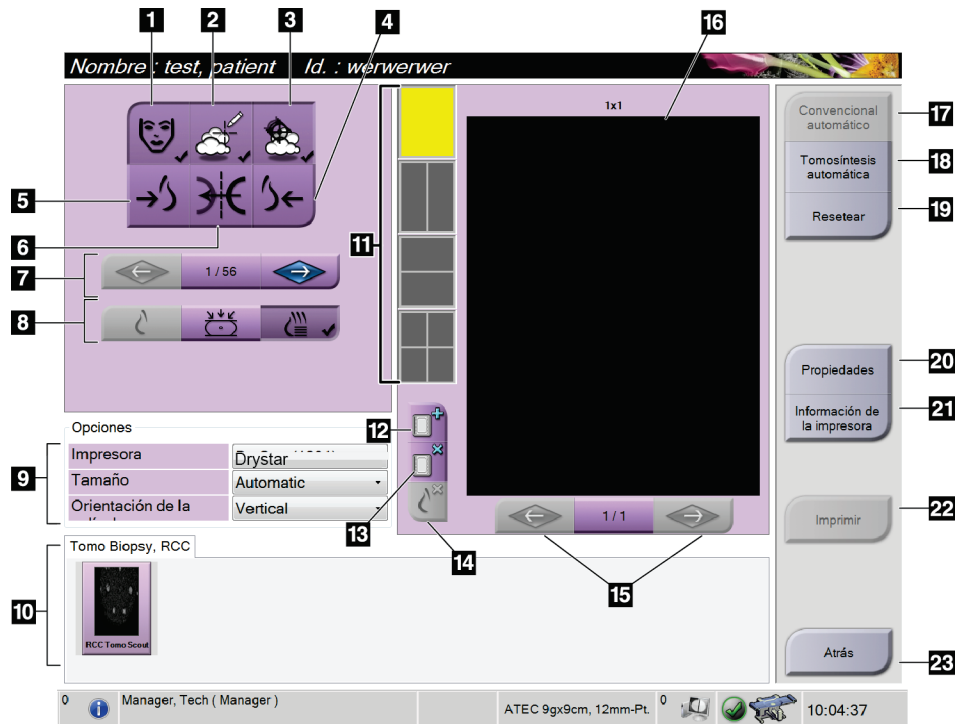 1 2 3 4 16
Nombre : test, patient Id. : werwerwer
1x1
Convencional
automático
17
Tomosíntesis
automática
18
Resetear
19
5
6
11
7
1 / 56
8
Propiedades
20
Información de
la impresora
21
Opciones
12
9
Impresora
Drystar
Tamaño
Automatic
Orientación de la
Vertical
13
14
1 / 1
15
Imprimir
22
Tomo Biopsy, RCC
10
RCC Tomo Scout
Atrás
23
0
Manager, Tech ( Manager )
ATEC 9gx9cm, 12mm-Pt.
0
10:04:37